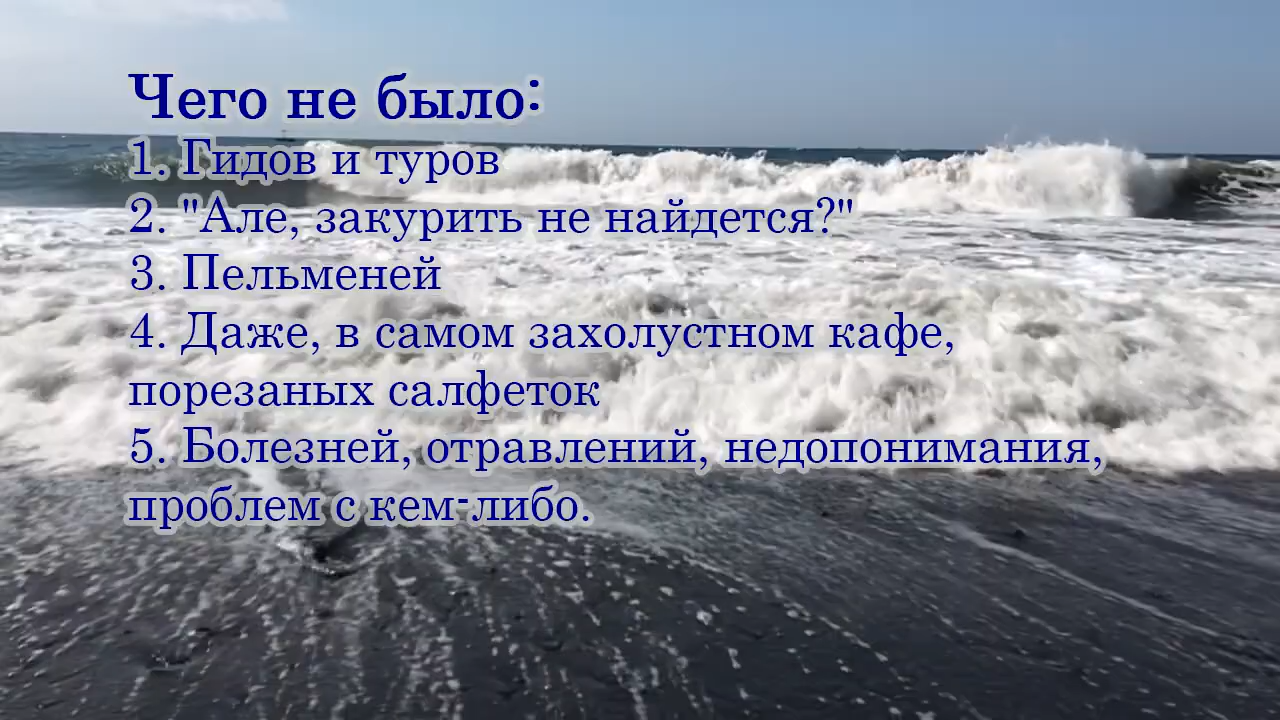 Чего не было:
1. Гидов и туров
2. "Але, закурить не найдется?"
3. Пельменей
4. Даже, в самом захолустном кафе,
порезаных салфеток
5. Болезней, отравлений, недопонимания,
проблем с кем-либо.